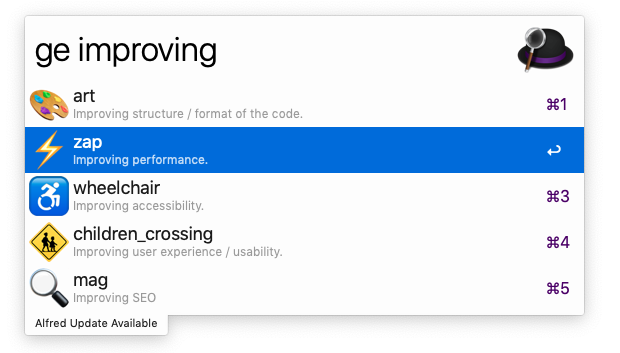 ge improving
art
Improving structure / format of the code.
⌘1
zap
Improving performance.
↩
wheelchair
Improving accessibility.
⌘3
children_crossing
Improving user experience / usability.
⌘4
mag
Improving SEO
⌘5
Alfred Update Available